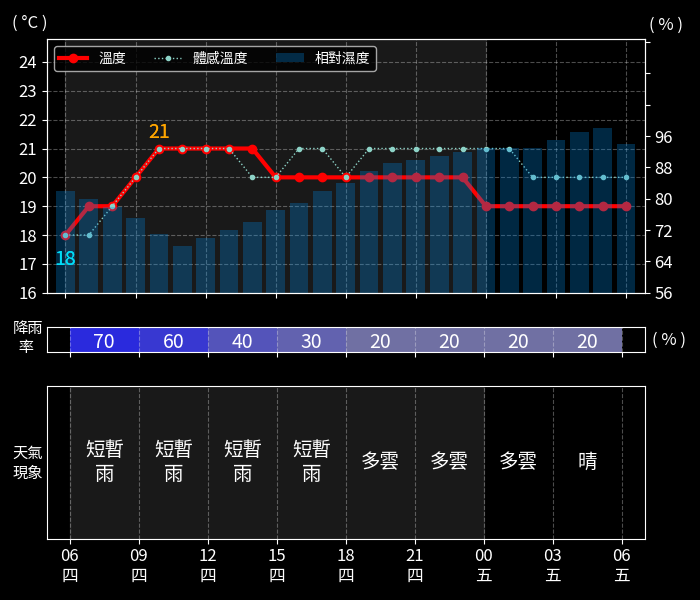 ( °C )
( % )
溫度
體感溫度
相對濕度
24
23
22
21
20
19
18
17
16
96
88
80
72
64
56
21
18
降雨
率
70 60 40 30 20 20 20 20
( % )
天氣
現象
短暫
雨
短暫
雨
短暫
雨
短暫
雨
多雲
多雲
多雲
晴
06 09 12 15 18 21 00 03 06
四 四 四 四 四 四 五 五 五